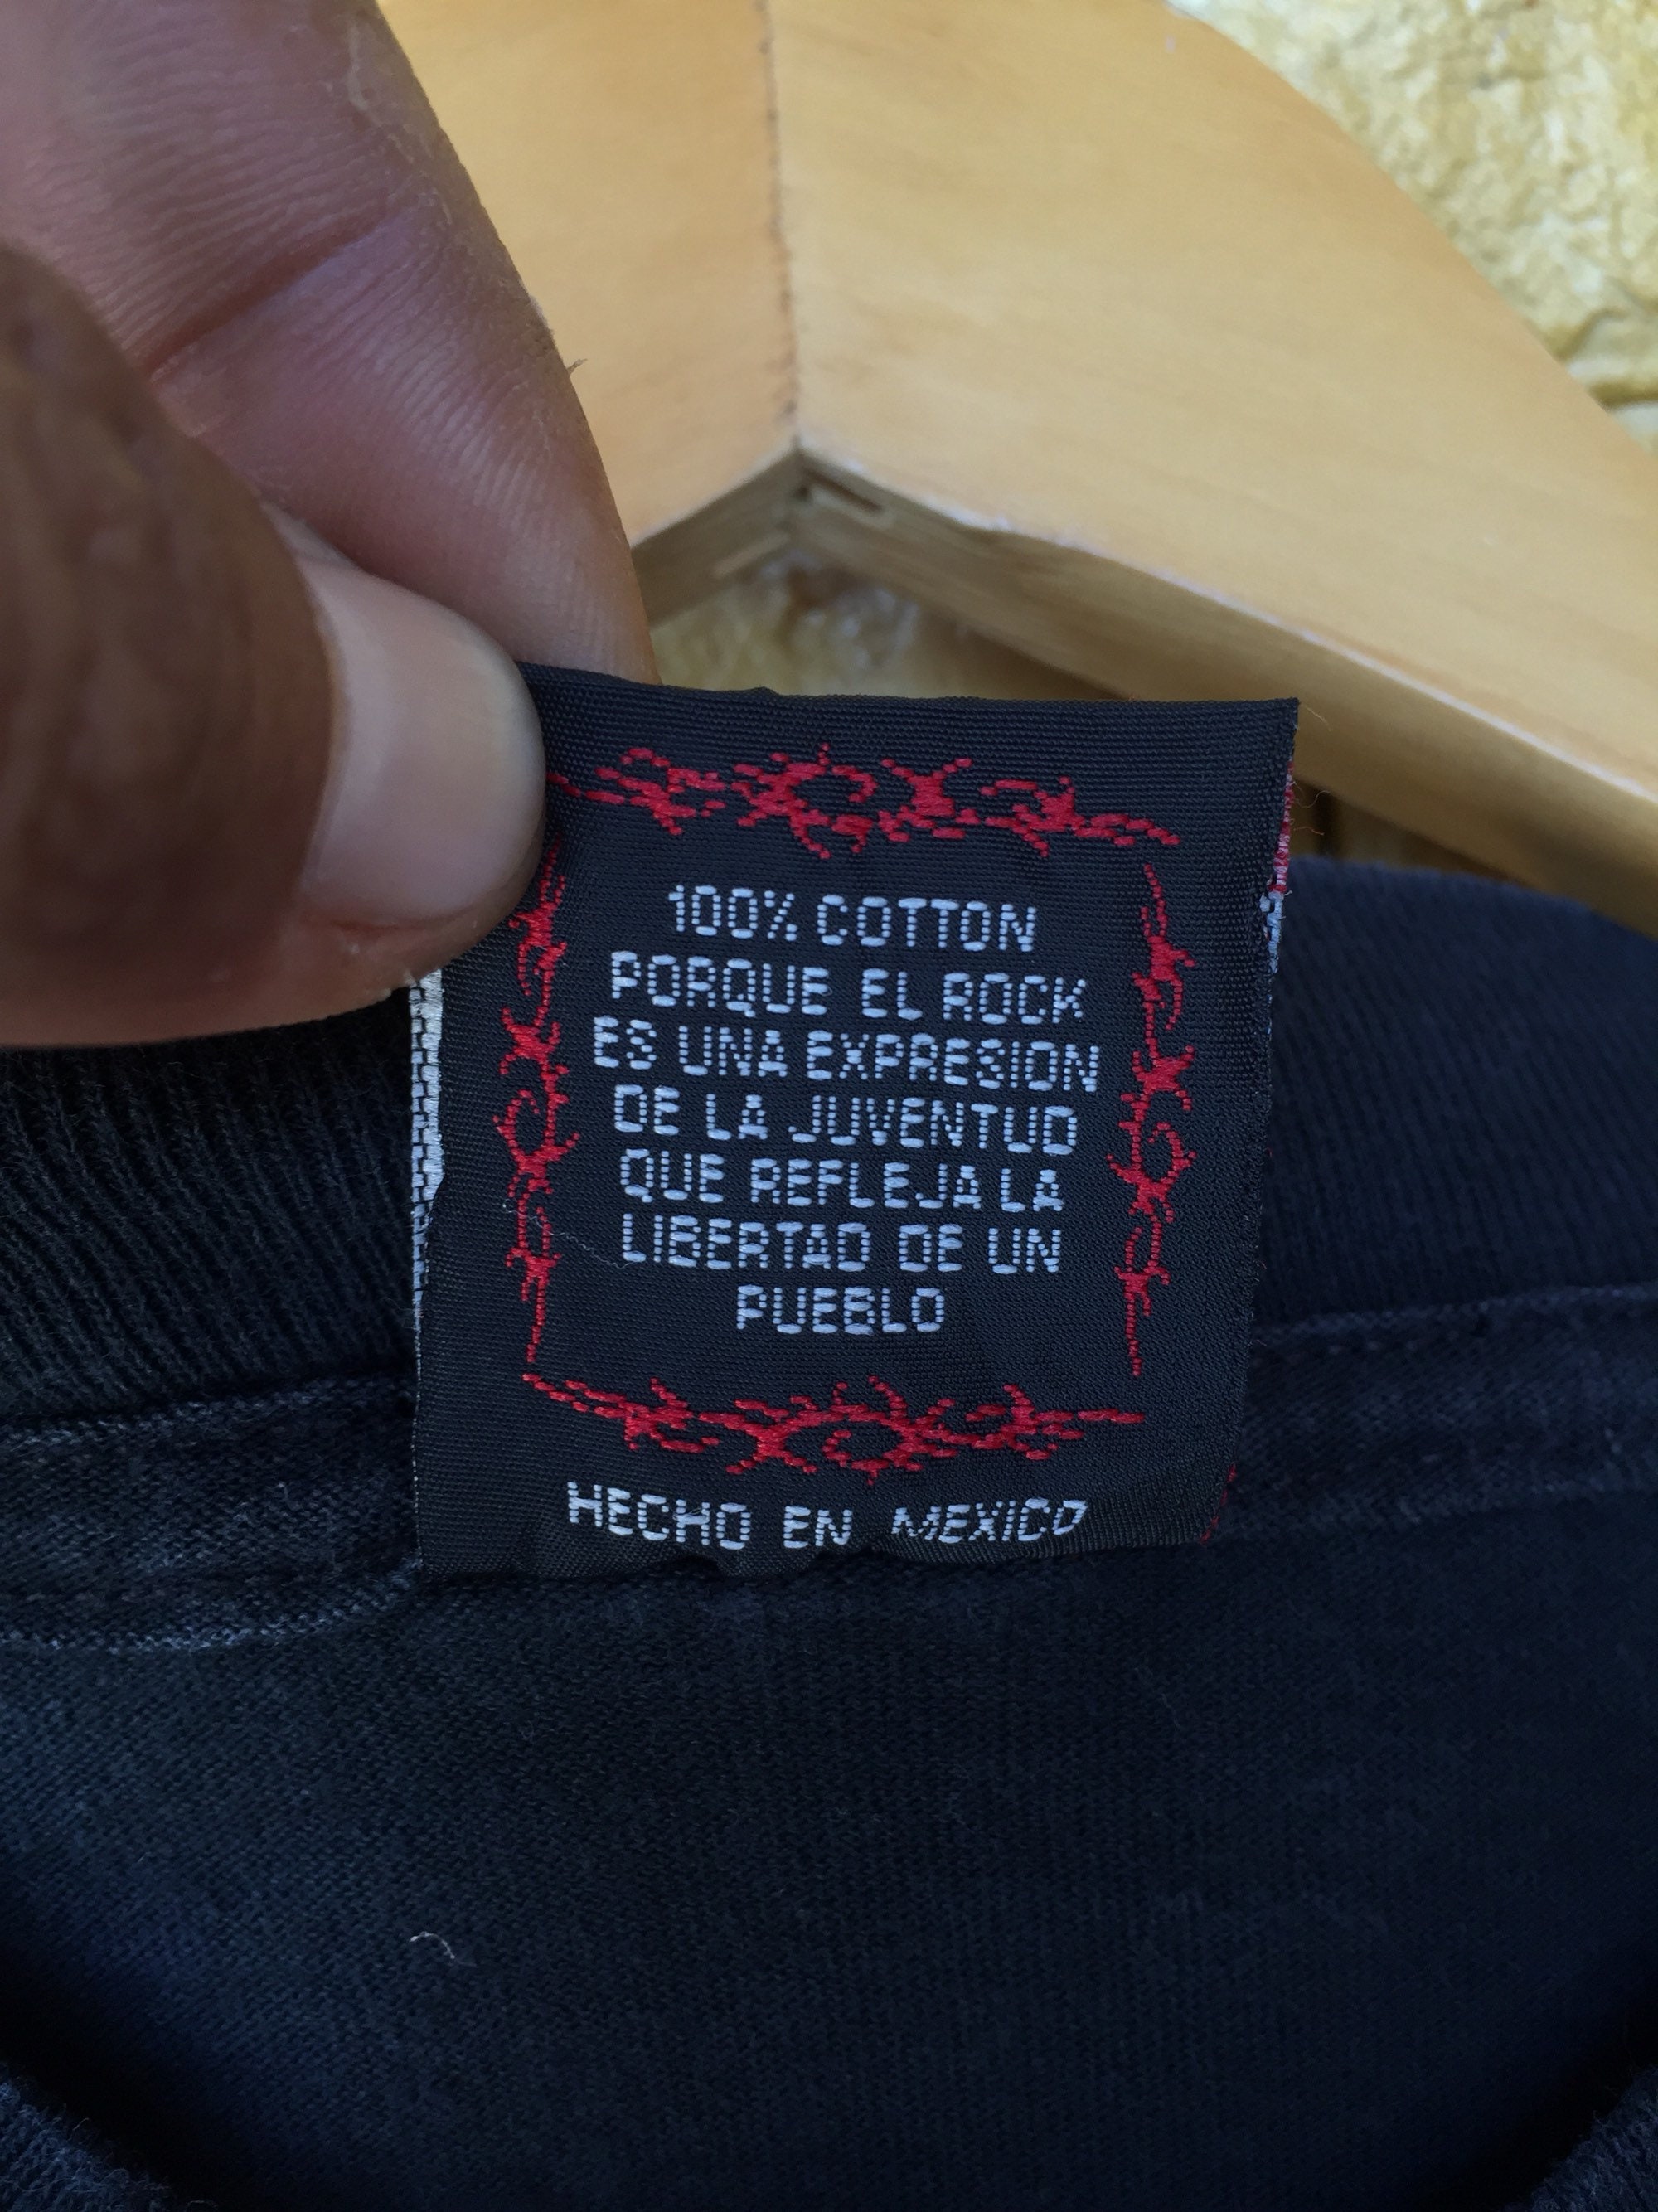 100% COTTON
PORQUE EL ROCK
ES UNA EXPRESION
DE LA JUVENTUD
QUE REFLEJA LA
LIBERTAD DE UN
PUEBLO
HECHO EN MEXICO